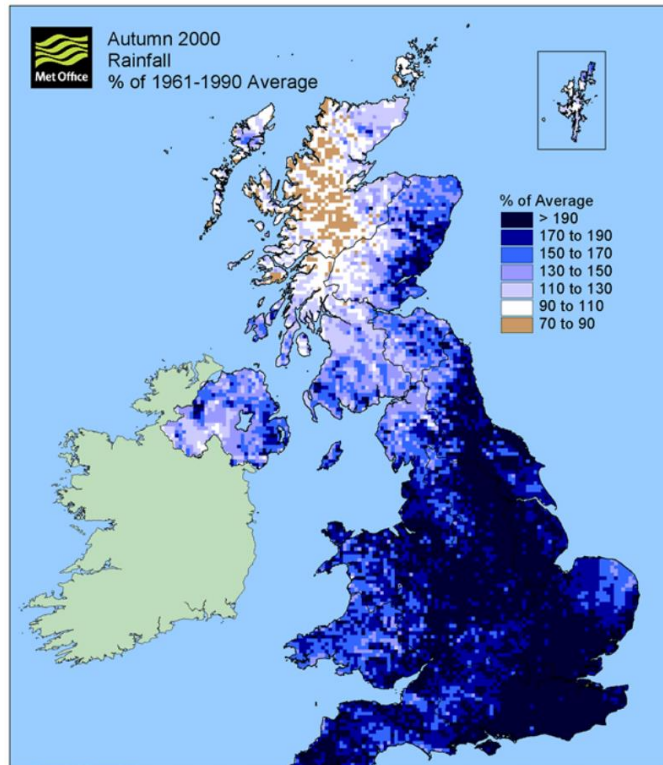 Met Office
Autumn 2000
Rainfall
% of 1961-1990 Average
% of Average
> 190
170 to 190
150 to 170
130 to 150
110 to 130
90 to 110
70 to 90